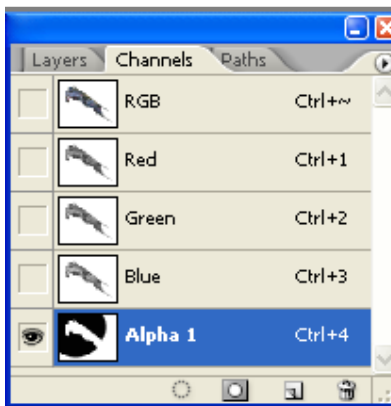 Layers Channels Paths
RGB Ctrl+~
Red Ctrl+1
Green Ctrl+2
Blue Ctrl+3
Alpha 1 Ctrl+4